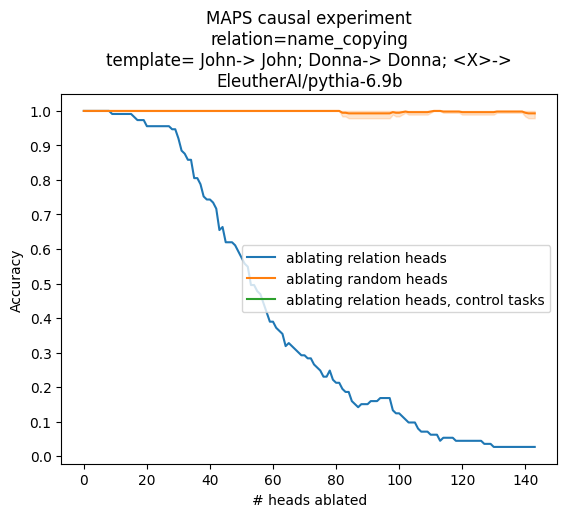 MAPS causal experiment
relation=name_copying
template= John-> John; Donna-> Donna; <X>->
EleutherAI/pythia-6.9b
1.0
0.9
0.8
0.7
0.6
0.5
0.4
0.3
0.2
0.1
0.0
Accuracy
ablating relation heads
ablating random heads
ablating relation heads, control tasks
0 20 40 60 80 100 120 140
# heads ablated